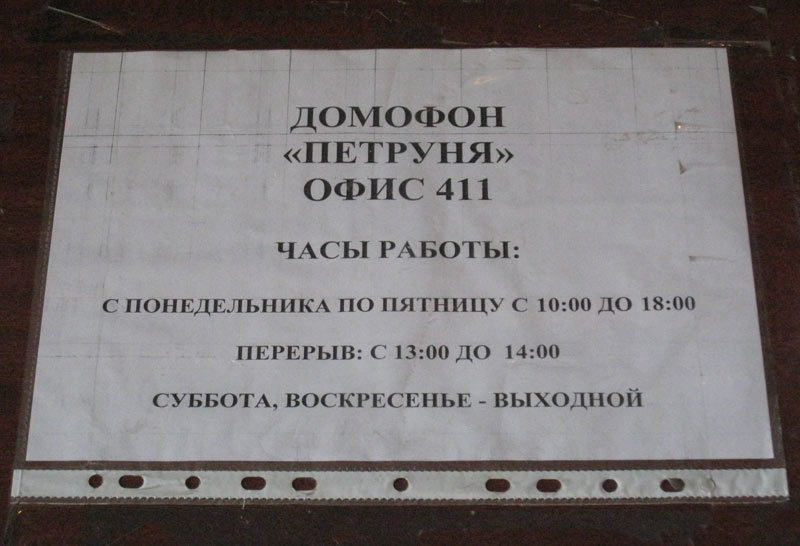 ДОМОФОН
«ПЕТРУНЯ»
ОФИС 411
ЧАСЫ РАБОТЫ:
С ПОНЕДЕЛЬНИКА ПО ПЯТНИЦУ С 10:00 ДО 18:00
ПЕРЕРЫВ: С 13:00 ДО 14:00
СУББОТА, ВОСКРЕСЕНЬЕ - ВЫХОДНОЙ